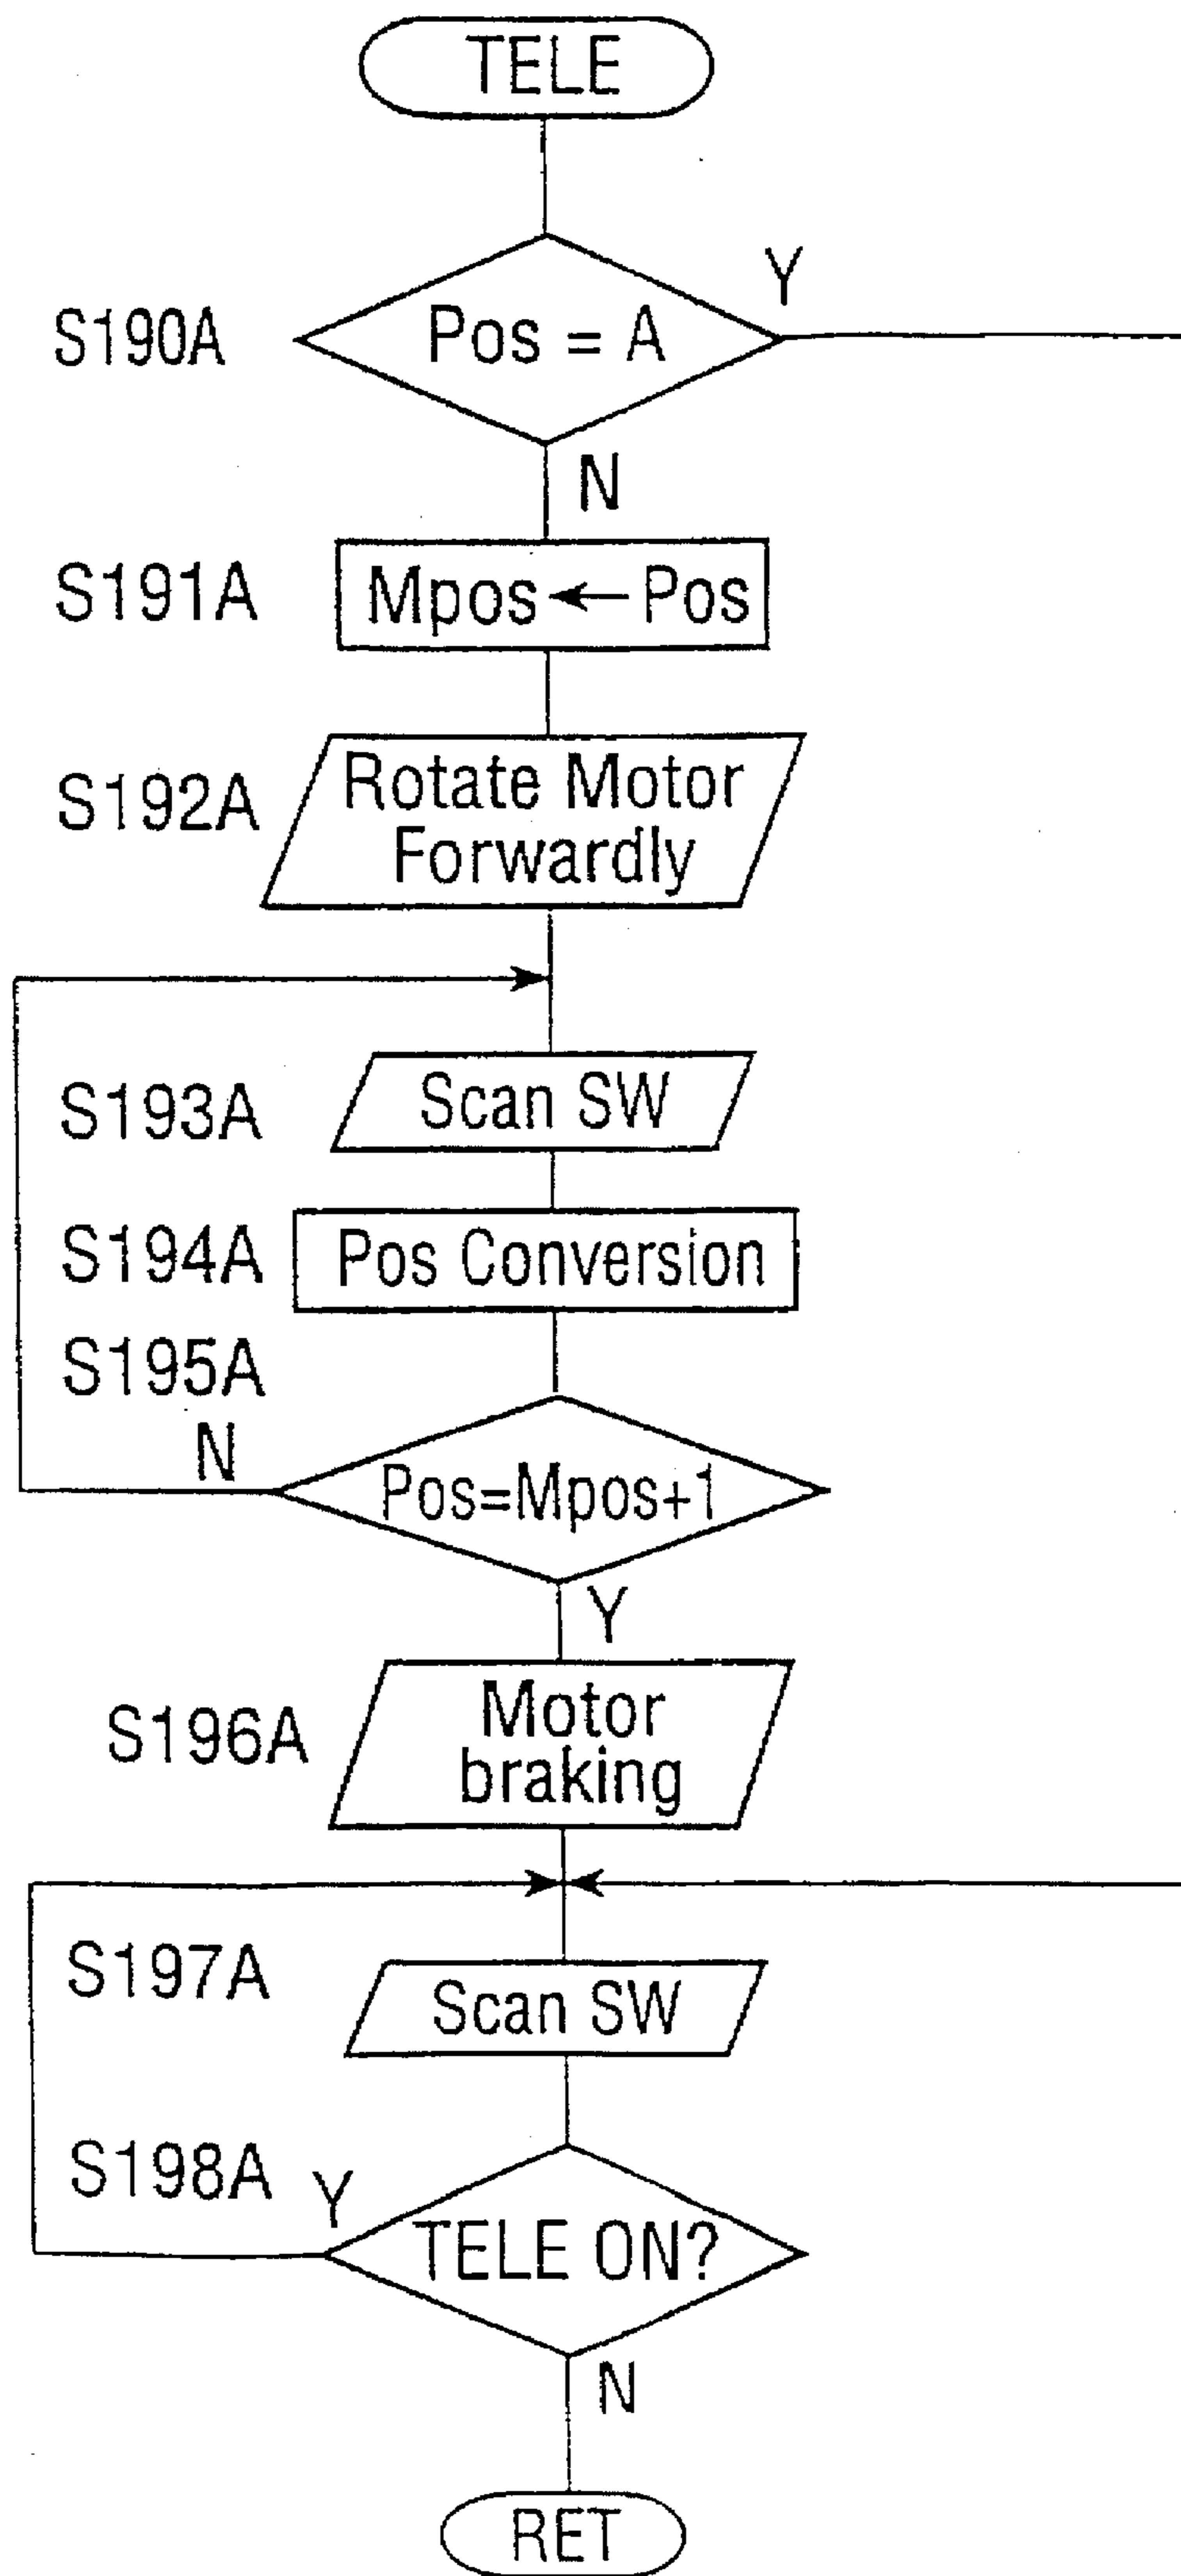 TELE
S190A
Pos = A
Y
N
S191A
Mpos ← Pos
S192A
Rotate Motor
Forwardly
S193A
Scan SW
S194A
Pos Conversion
S195A
N
Pos=Mpos+1
Y
S196A
Motor
braking
S197A
Scan SW
S198A
Y
TELE ON?
N
RET